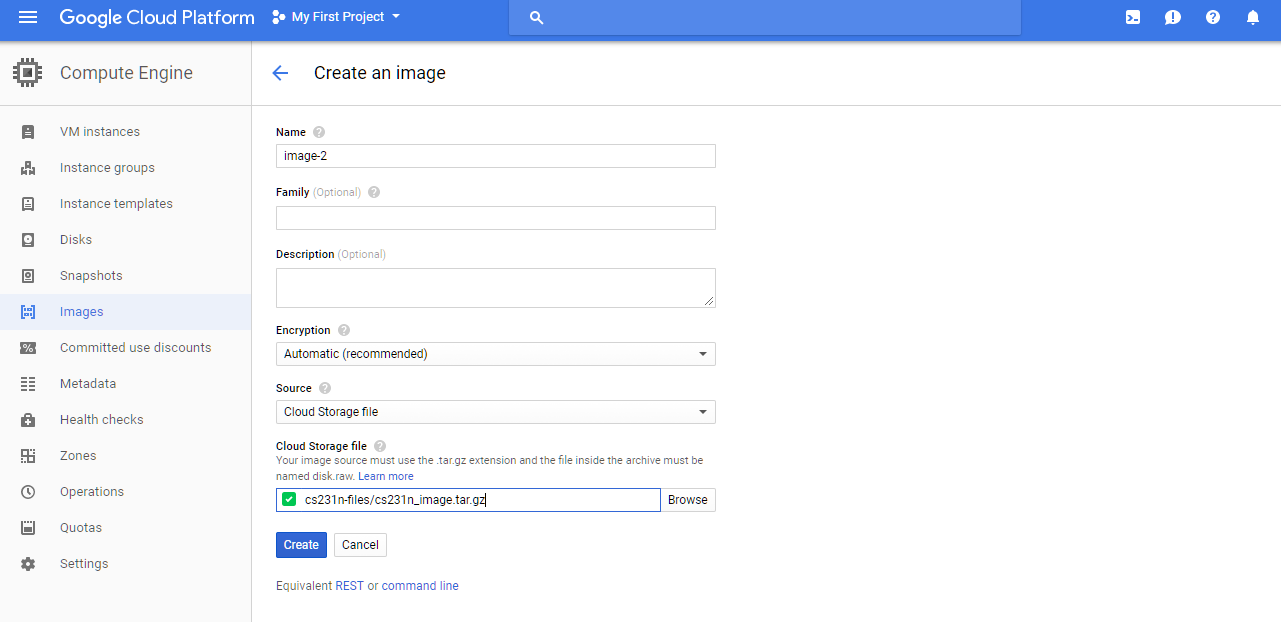 Google Cloud Platform
My First Project
Compute Engine
Create an image
VM instances
Instance groups
Instance templates
Disks
Snapshots
Images
Committed use discounts
Metadata
Health checks
Zones
Operations
Quotas
Settings
Name ?
image-2
Family (Optional) ?
Description (Optional)
Encryption ?
Automatic (recommended)
Source ?
Cloud Storage file
Cloud Storage file ?
Your image source must use the .tar.gz extension and the file inside the archive must be
named disk.raw. Learn more
cs231n-files/cs231n_image.tar.gz Browse
Create Cancel
Equivalent REST or command line